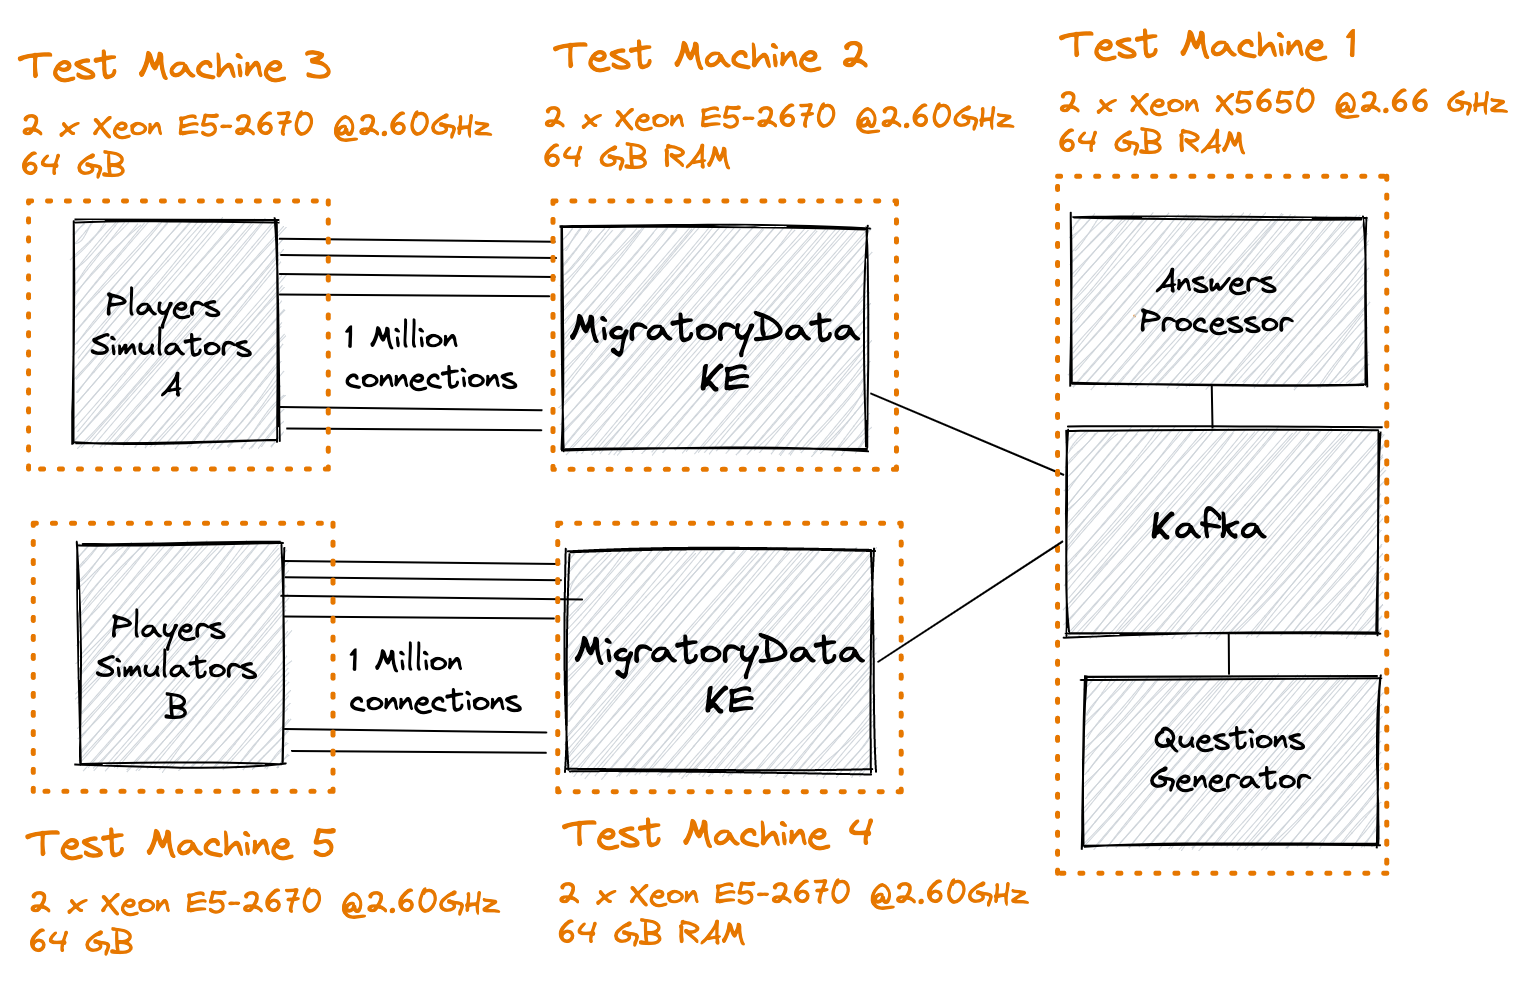 Test Machine 3
2 x Xeon E5-2670 @2.60GHz
64 GB
Test Machine 2
2 x Xeon E5-2670 @2.60GHz
64 GB RAM
Test Machine 1
2 x Xeon X5650 @2.66 GHz
64 GB RAM
Players
Simulators
A
1 Million
connections
MigratoryData
KE
Answers
Processor
Kafka
Players
Simulators
B
1 Million
connections
MigratoryData
KE
Questions
Generator
Test Machine 5
2 x Xeon E5-2670 @2.60GHz
64 GB
Test Machine 4
2 x Xeon E5-2670 @2.60GHz
64 GB RAM